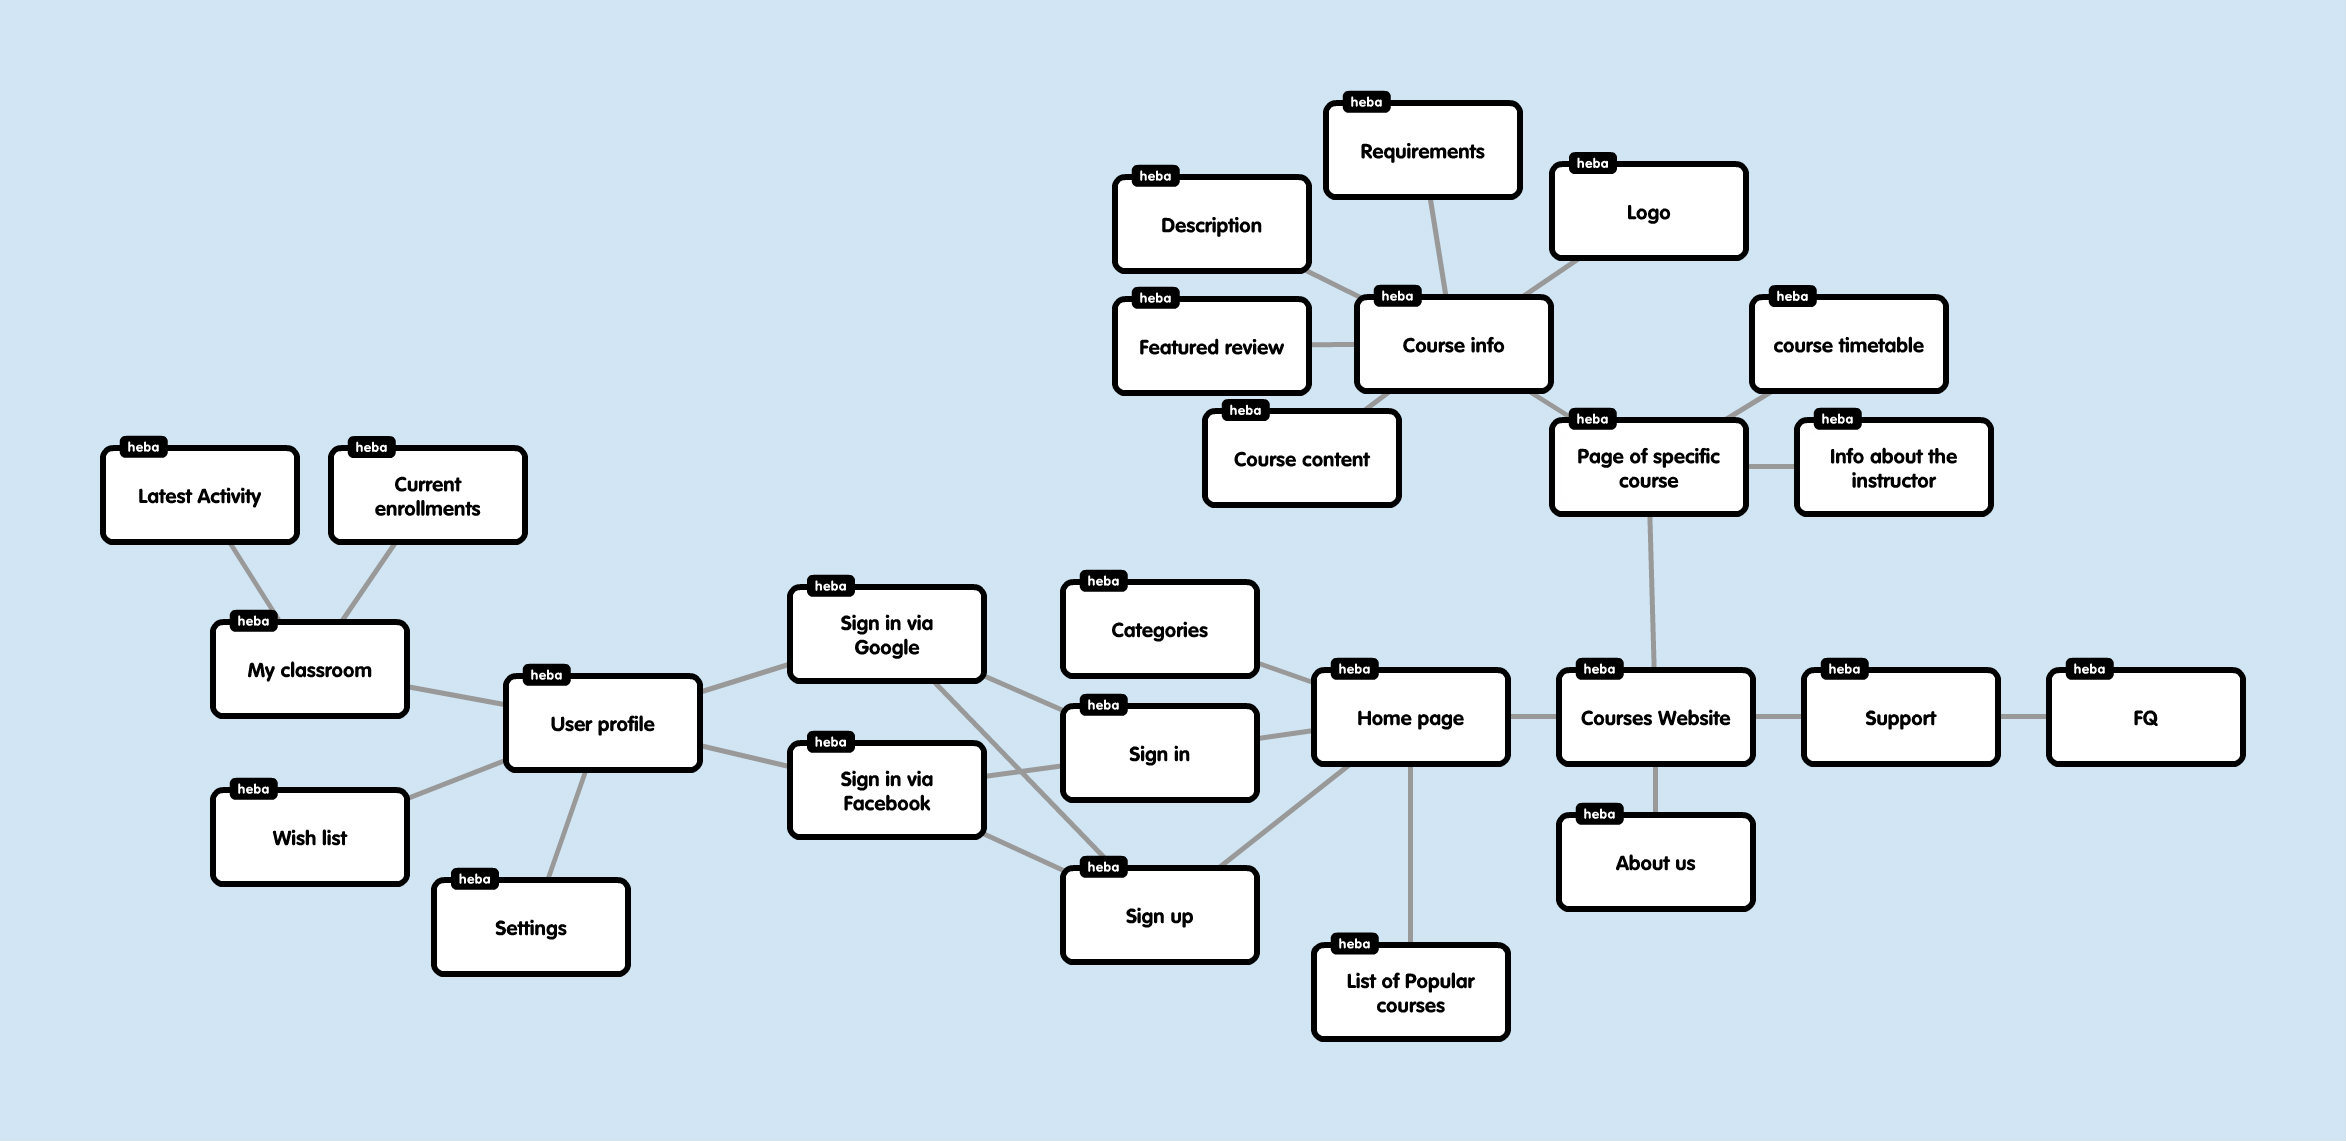 heba
Requirements
heba
Logo
heba
Description
heba
Featured review
heba
Course info
heba
course timetable
heba
Course content
heba
Page of specific
course
heba
Info about the
instructor
heba
Latest Activity
heba
Current
enrollments
heba
My classroom
heba
User profile
heba
Wish list
heba
Settings
heba
Sign in via
Google
heba
Sign in via
Facebook
heba
Categories
heba
Sign in
heba
Sign up
heba
Home page
heba
List of Popular
courses
heba
Courses Website
heba
Support
heba
FQ
heba
About us